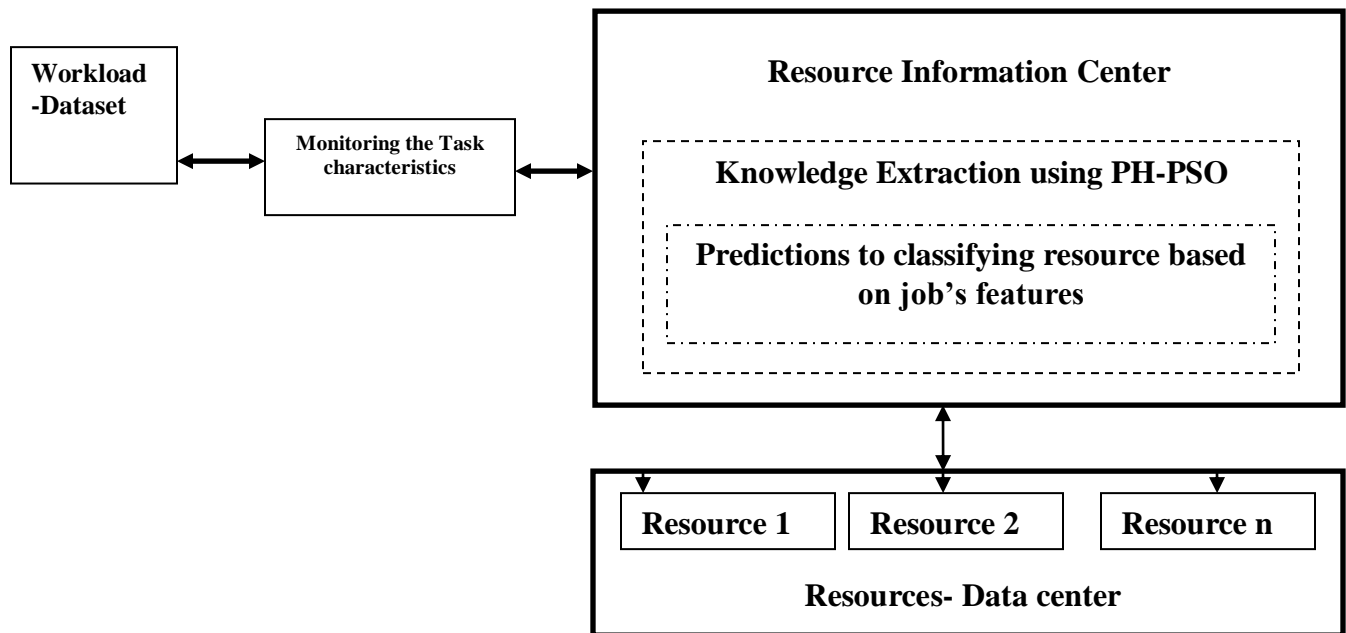 Workload
-Dataset
Monitoring the Task
characteristics
Resource Information Center
Knowledge Extraction using PH-PSO
Predictions to classifying resource based
on job’s features
Resource 1
Resource 2
Resource n
Resources- Data center